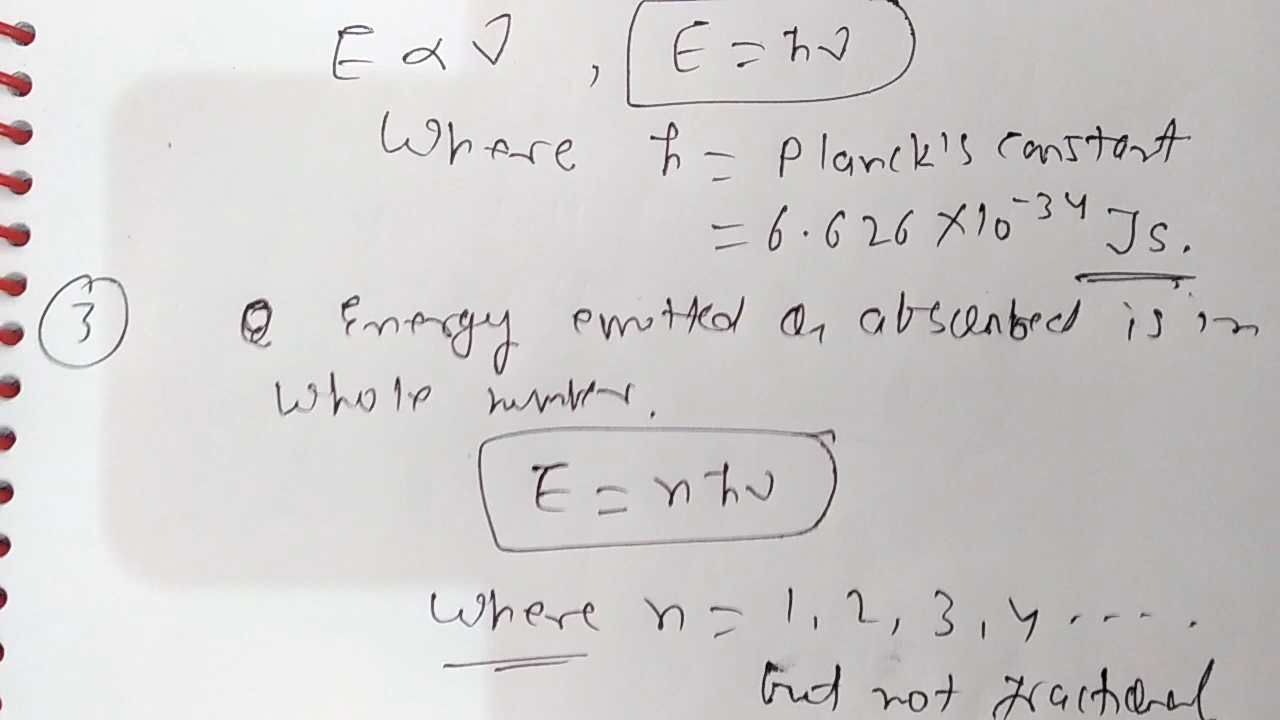 E ∝ ν , E = hν
Where h = Planck's constant
= 6.626 ×10⁻³⁴ Js.
3 Energy emitted or absorbed is in
whole number.
E = nhν
where n = 1, 2, 3, 4 ....
but not fractional